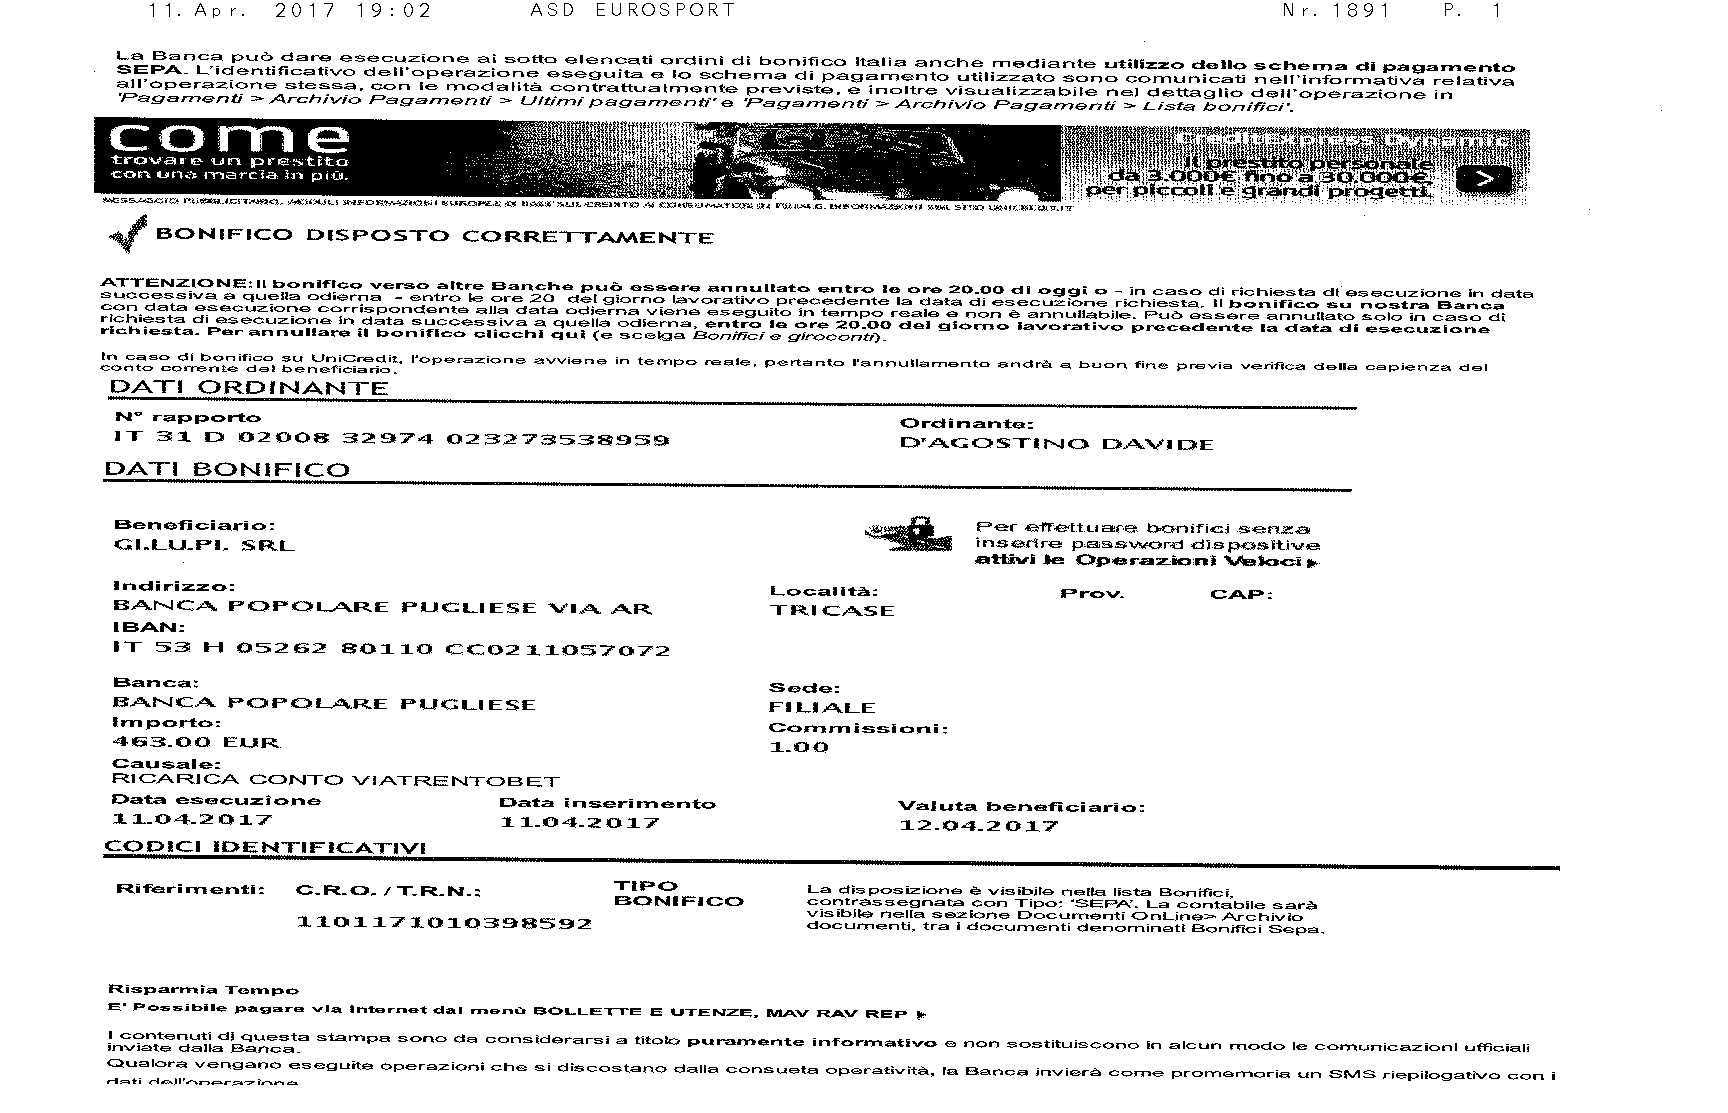 11. Apr. 2017 19:02 ASD EUROSPORT Nr. 1891 P. 1
La Banca può dare esecuzione ai sotto elencati ordini di bonifico Italia anche mediante utilizzo dello schema di pagamento
SEPA. L'identificativo dell'operazione eseguita e lo schema di pagamento utilizzato sono comunicati nell'informativa relativa
all'operazione stessa, con le modalità contrattualmente previste, e inoltre visualizzabile nel dettaglio dell'operazione in
'Pagamenti > Archivio Pagamenti > Ultimi pagamenti' e 'Pagamenti > Archivio Pagamenti > Lista bonifici'.
come
trovare un prestito
con una marcia in più.
il prestito personale
da 3.000€ fino a 30.000€
per piccoli e grandi progetti.
BONIFICO DISPOSTO CORRETTAMENTE
ATTENZIONE: Il bonifico verso altre Banche può essere annullato entro le ore 20.00 di oggi o - in caso di richiesta di esecuzione in data
successiva a quella odierna - entro le ore 20 del giorno lavorativo precedente la data di esecuzione richiesta. Il bonifico su nostra Banca
con data esecuzione corrispondente alla data odierna viene eseguito in tempo reale e non è annullabile. Può essere annullato solo in caso di
richiesta di esecuzione in data successiva a quella odierna, entro le ore 20.00 del giorno lavorativo precedente la data di esecuzione
richiesta. Per annullare il bonifico clicchi qui (e scelga Bonifici e giroconti).
In caso di bonifico su UniCredit, l'operazione avviene in tempo reale, pertanto l'annullamento andrà a buon fine previa verifica della capienza del
conto corrente del beneficiario.
DATI ORDINANTE
N° rapporto Ordinante:
IT 31 D 02008 32974 023273538959 D'AGOSTINO DAVIDE
DATI BONIFICO
Beneficiario:
GI.LU.PI. SRL
Per effettuare bonifici senza
inserire password dispositive
attivi le Operazioni Veloci
Indirizzo: Località: Prov. CAP:
BANCA POPOLARE PUGLIESE VIA AR TRICASE
IBAN:
IT 53 H 05262 80110 CC0211057072
Banca: Sede:
BANCA POPOLARE PUGLIESE FILIALE
Importo: Commissioni:
463.00 EUR 1.00
Causale:
RICARICA CONTO VIATRENTOBET
Data esecuzione Data inserimento Valuta beneficiario:
11.04.2017 11.04.2017 12.04.2017
CODICI IDENTIFICATIVI
Riferimenti: C.R.O./T.R.N.: TIPO
BONIFICO
1101171010398592
La disposizione è visibile nella lista Bonifici,
contrassegnata con Tipo: 'SEPA'. La contabile sarà
visibile nella sezione Documenti OnLine> Archivio
documenti, tra i documenti denominati Bonifici Sepa.
Risparmia Tempo
E' Possibile pagare via Internet dal menù BOLLETTE E UTENZE, MAV RAV REP
I contenuti di questa stampa sono da considerarsi a titolo puramente informativo e non sostituiscono in alcun modo le comunicazioni ufficiali
inviate dalla Banca.
Qualora vengano eseguite operazioni che si discostano dalla consueta operatività, la Banca invierà come promemoria un SMS riepilogativo con i
dati dell'operazione